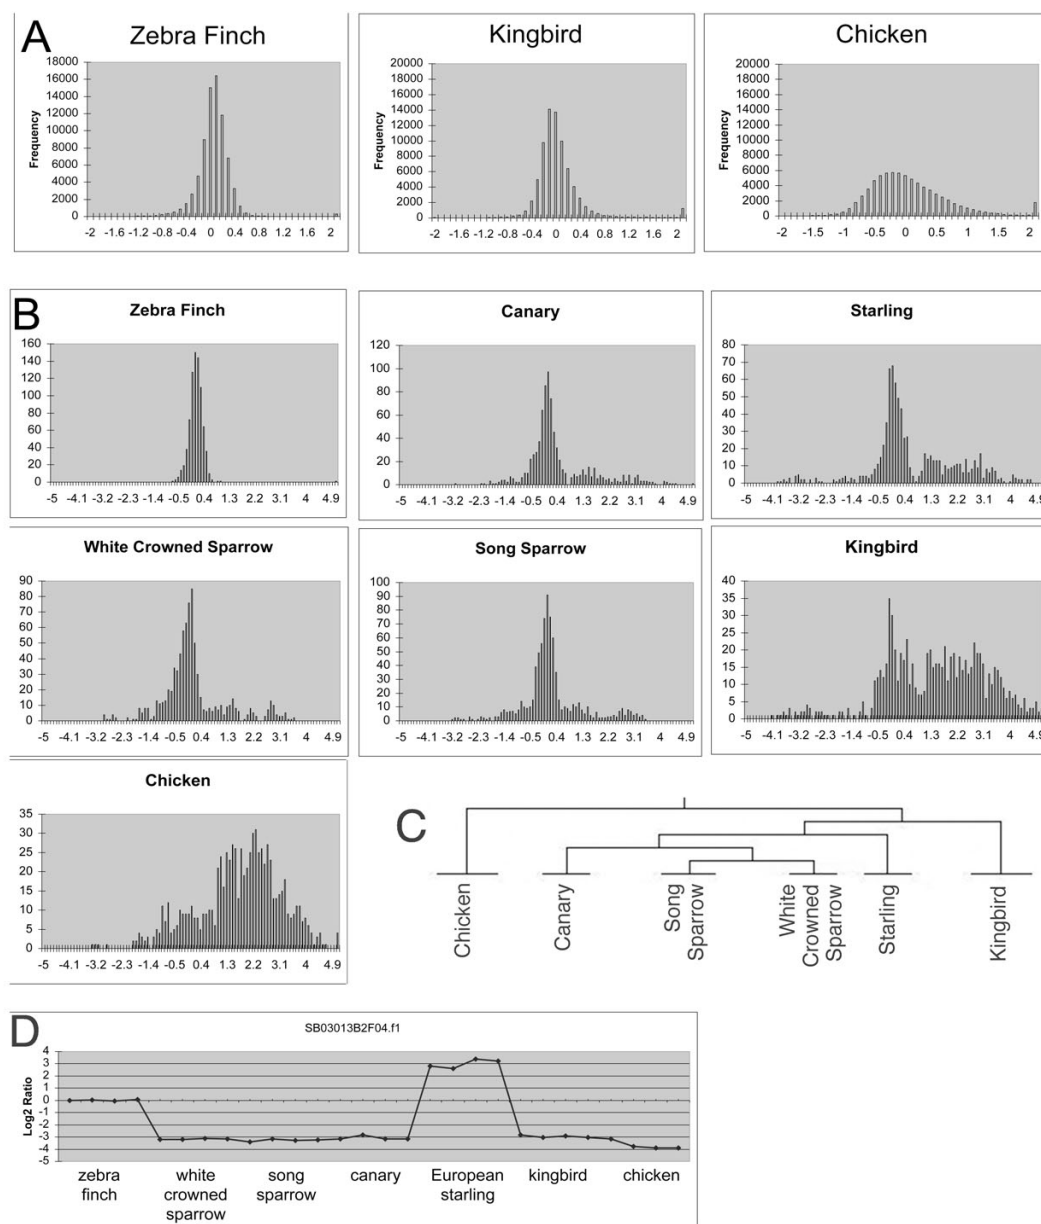 A
Zebra Finch
Kingbird
Chicken
Frequency
18000
16000
14000
12000
10000
8000
6000
4000
2000
0
-2 -1.6 -1.2 -0.8 -0.4 0 0.4 0.8 1.2 1.6 2
Frequency
20000
18000
16000
14000
12000
10000
8000
6000
4000
2000
0
-2 -1.6 -1.2 -0.8 -0.4 0 0.4 0.8 1.2 1.6 2
Frequency
20000
18000
16000
14000
12000
10000
8000
6000
4000
2000
0
-2 -1.5 -1 -0.5 0 0.5 1 1.5 2
B
Zebra Finch
160
140
120
100
80
60
40
20
0
-5 -4.1 -3.2 -2.3 -1.4 -0.5 0.4 1.3 2.2 3.1 4 4.9
Canary
120
100
80
60
40
20
0
-5 -4.1 -3.2 -2.3 -1.4 -0.5 0.4 1.3 2.2 3.1 4 4.9
Starling
80
70
60
50
40
30
20
10
0
-5 -4.1 -3.2 -2.3 -1.4 -0.5 0.4 1.3 2.2 3.1 4 4.9
White Crowned Sparrow
90
80
70
60
50
40
30
20
10
0
-5 -4.1 -3.2 -2.3 -1.4 -0.5 0.4 1.3 2.2 3.1 4 4.9
Song Sparrow
100
90
80
70
60
50
40
30
20
10
0
-5 -4.1 -3.2 -2.3 -1.4 -0.5 0.4 1.3 2.2 3.1 4 4.9
Kingbird
40
35
30
25
20
15
10
5
0
-5 -4.1 -3.2 -2.3 -1.4 -0.5 0.4 1.3 2.2 3.1 4 4.9
Chicken
35
30
25
20
15
10
5
0
-5 -4.1 -3.2 -2.3 -1.4 -0.5 0.4 1.3 2.2 3.1 4 4.9
C
Chicken
Canary
Song
Sparrow
White
Crowned
Sparrow
Starling
Kingbird
D
SB03013B2F04.f1
Log2 Ratio
4
3
2
1
0
-1
-2
-3
-4
-5
zebra
finch
white
crowned
sparrow
song
sparrow
canary
European
starling
kingbird
chicken